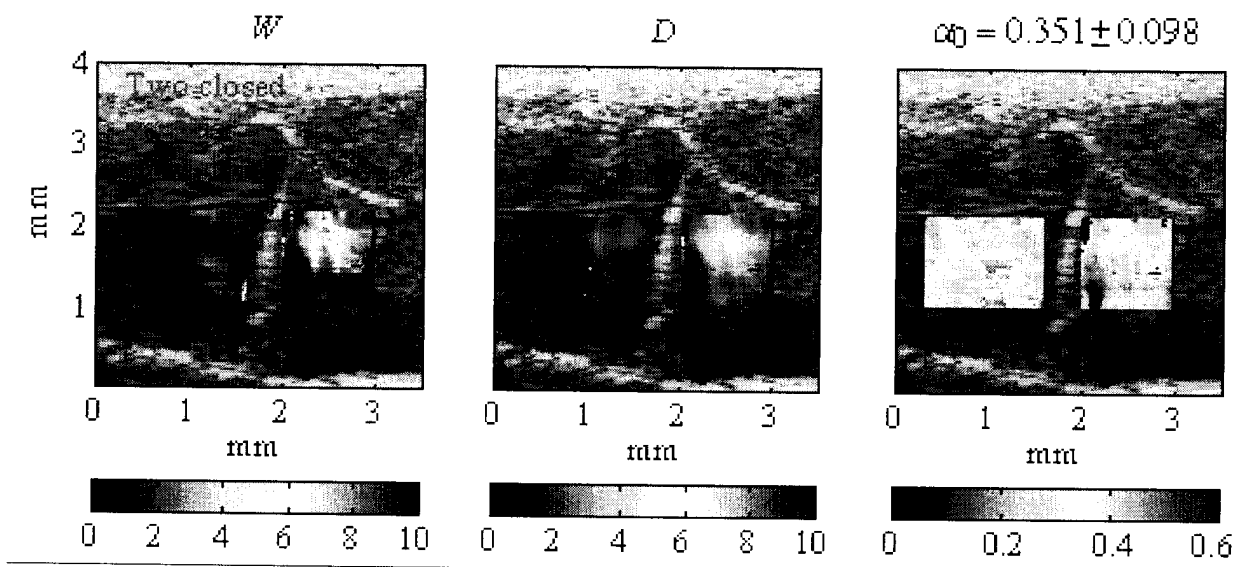 W D α0 = 0.351 ± 0.098
Two closed
4
3
2
1
mm
0 1 2 3 0 1 2 3 0 1 2 3
mm mm mm
0 2 4 6 8 10 0 2 4 6 8 10 0 0.2 0.4 0.6